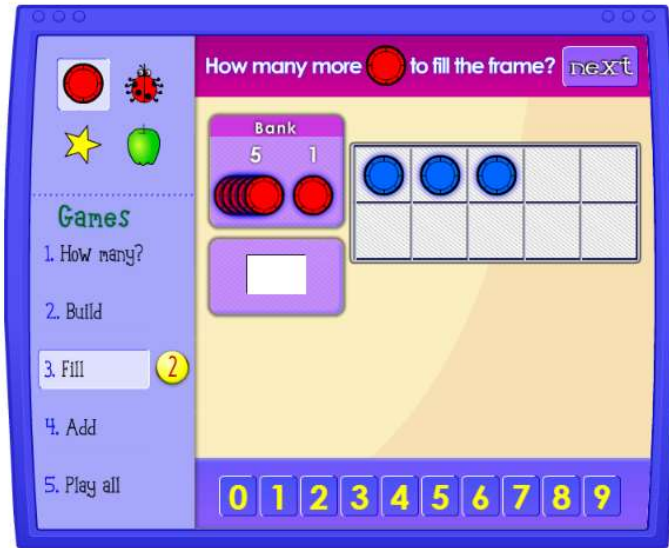 How many more to fill the frame? next
Bank
5 1
Games
1. How many?
2. Build
3. Fill 2
4. Add
5. Play all
0 1 2 3 4 5 6 7 8 9